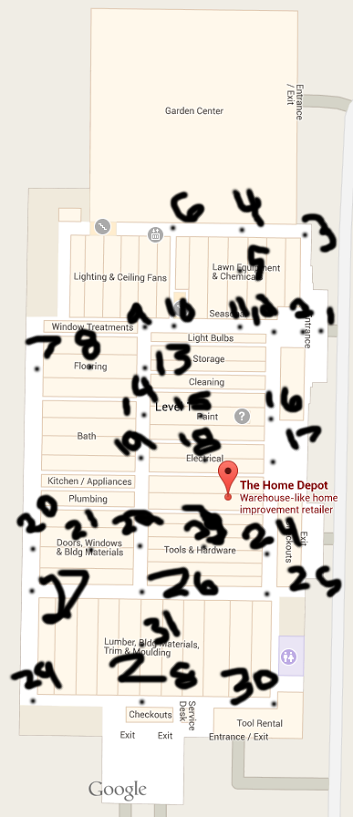 Garden Center
Entrance / Exit
6 4 3
5
Lighting & Ceiling Fans
Lawn Equipment & Chemicals
Seasonal
9 10 11 12 2 1
Entrance
Window Treatments
Light Bulbs
7 8 13
Flooring
Storage
Cleaning
14 15 16
Level 1
Paint
?
Bath
19 18 17
Electrical
The Home Depot
Warehouse-like home
improvement retailer
Kitchen / Appliances
Plumbing
20 21 22 23 24
Doors, Windows
& Bldg Materials
Tools & Hardware
Exit
Checkouts
27 26 25
31
Lumber, Bldg Materials,
Trim & Moulding
29 28 30
Checkouts
Service Desk
Tool Rental
Exit Exit
Entrance / Exit
Google